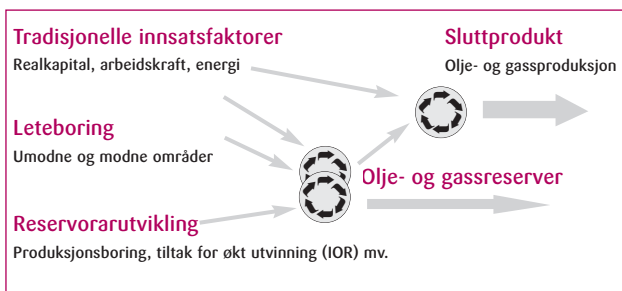 Tradisjonelle innsatsfaktorer
Realkapital, arbeidskraft, energi
Sluttprodukt
Olje- og gassproduksjon
Leteboring
Umodne og modne områder
Olje- og gassreserver
Reservorarutvikling
Produksjonsboring, tiltak for økt utvinning (IOR) mv.